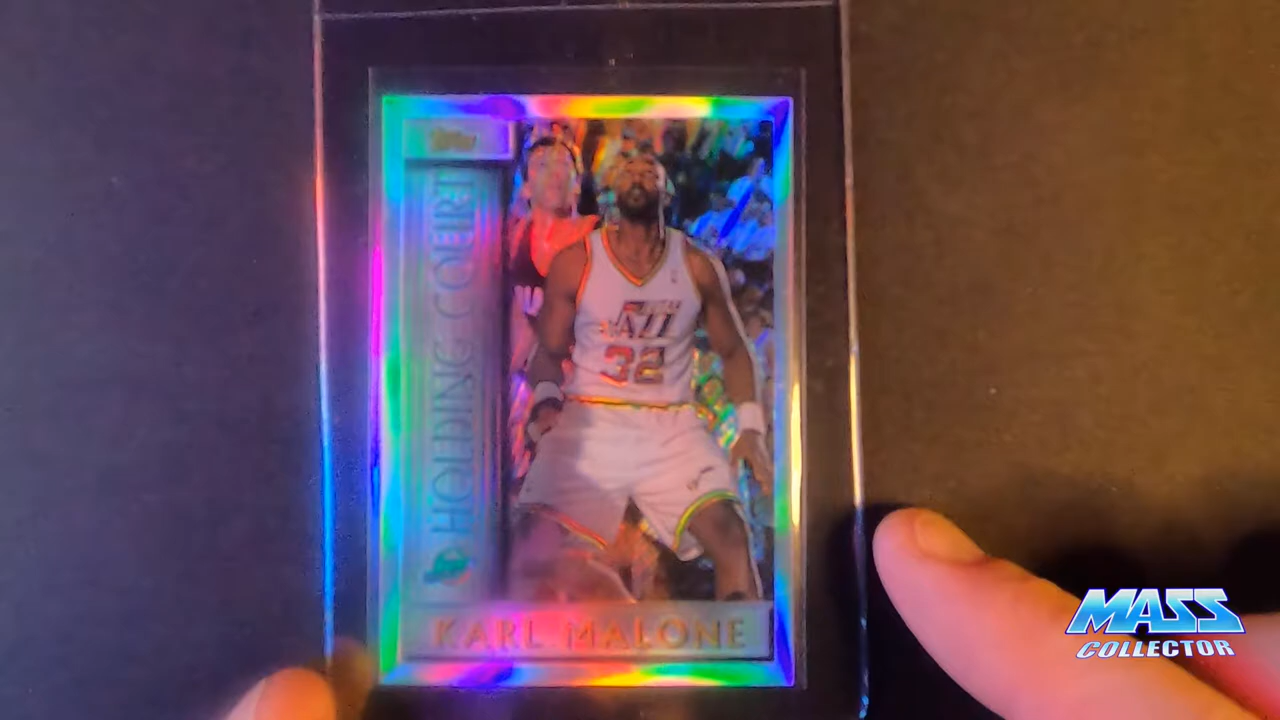 Topps
HOLDING COURT
JAZZ
32
KARL MALONE
MASS
COLLECTOR